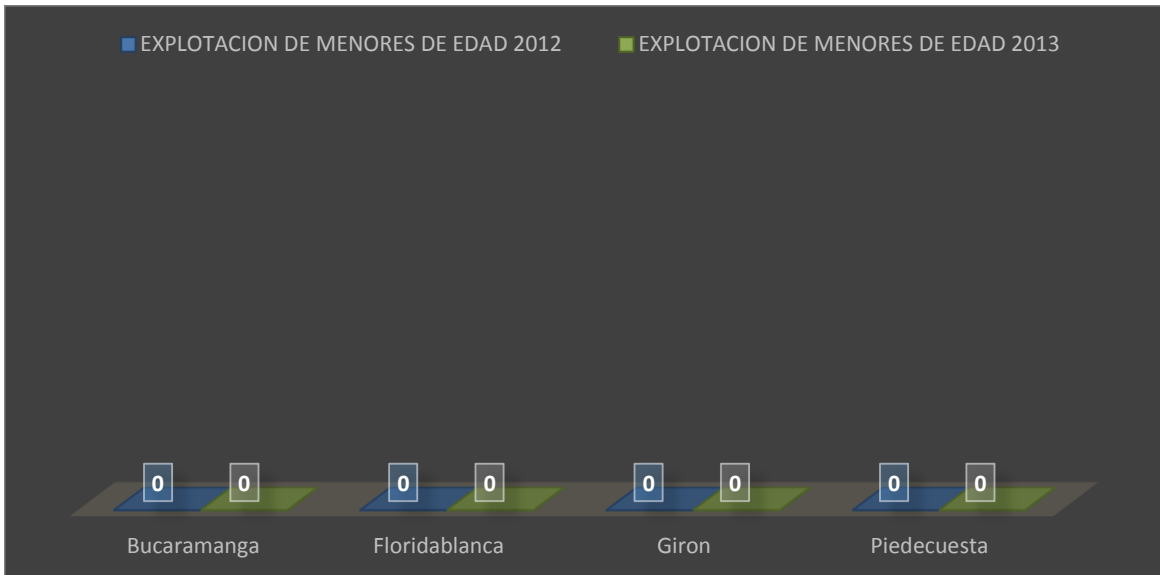 EXPLOTACION DE MENORES DE EDAD 2012 EXPLOTACION DE MENORES DE EDAD 2013
0 0 0 0 0 0 0 0
Bucaramanga Floridablanca Giron Piedecuesta